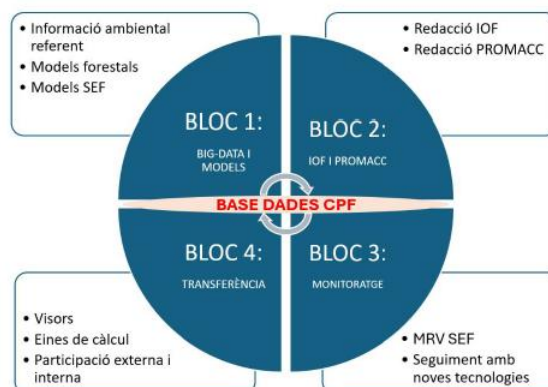 • Informació ambiental
referent
• Models forestals
• Models SEF
• Redacció IOF
• Redacció PROMACC
BLOC 1:
BIG-DATA I
MODELS
BLOC 2:
IOF I PROMACC
BASE DADES CPF
BLOC 4:
TRANSFERÈNCIA
BLOC 3:
MONITORATGE
• Visors
• Eines de càlcul
• Participació externa i
interna
• MRV SEF
• Seguiment amb
noves tecnologies